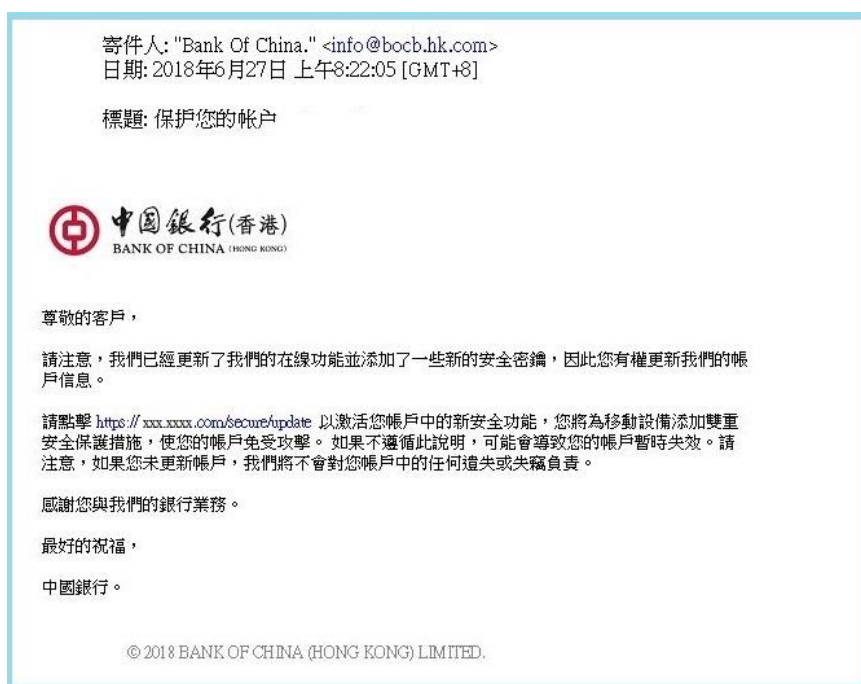 寄件人: "Bank Of China." <info@bocb.hk.com>
日期: 2018年6月27日 上午8:22:05 [GMT+8]
標題: 保护您的帐户
中國銀行(香港)
BANK OF CHINA (HONG KONG)
尊敬的客戶，
請注意，我們已經更新了我們的在線功能並添加了一些新的安全密鑰，因此您有權更新我們的帳
戶信息。
請點擊 https://xxx.xxxx.com/secure/update 以激活您帳戶中的新安全功能，您將為移動設備添加雙重
安全保護措施，使您的帳戶免受攻擊。如果不遵循此說明，可能會導致您的帳戶暫時失效。請
注意，如果您未更新帳戶，我們將不會對您帳戶中的任何遺失或失竊負責。
感謝您與我們的銀行業務。
最好的祝福，
中國銀行。
© 2018 BANK OF CHINA (HONG KONG) LIMITED.